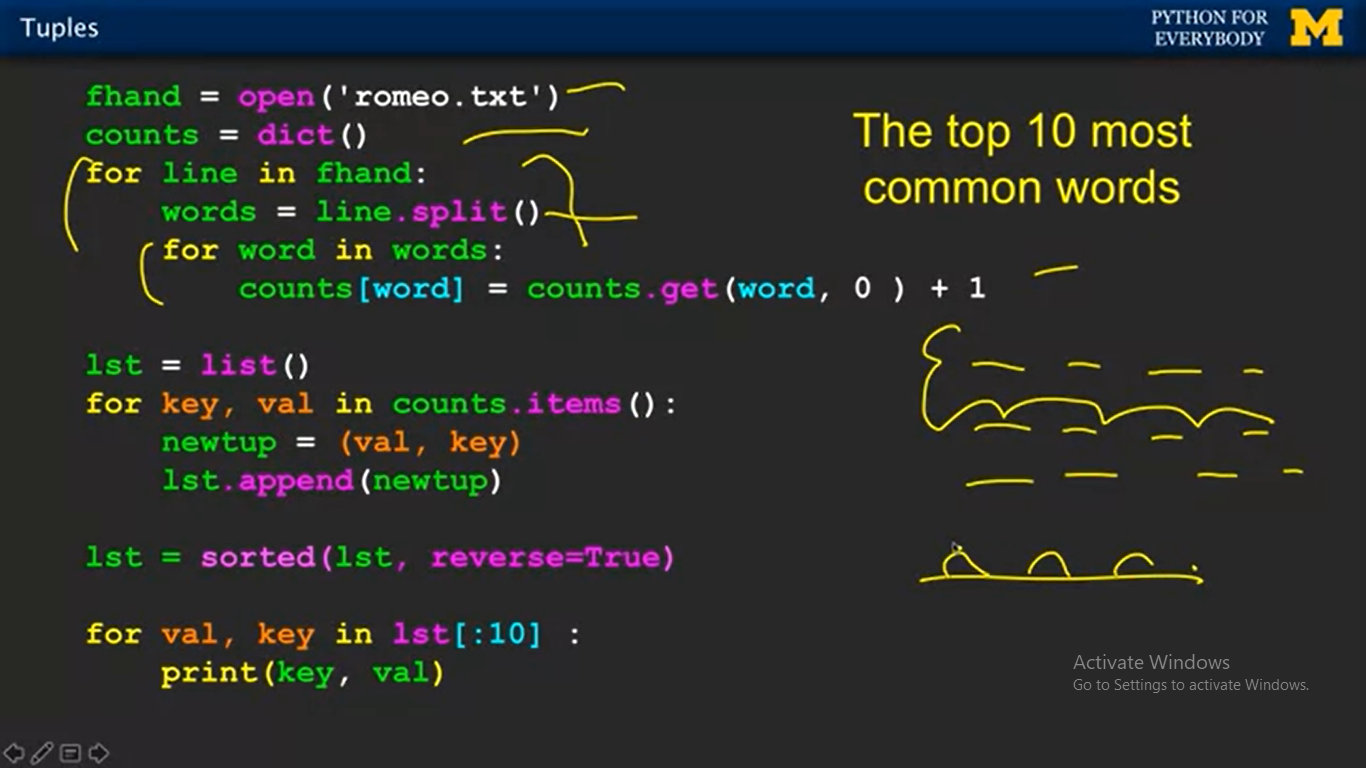 Tuples
PYTHON FOR
EVERYBODY
M
fhand = open('romeo.txt')
counts = dict()
for line in fhand:
    words = line.split()
    for word in words:
        counts[word] = counts.get(word, 0 ) + 1
The top 10 most
common words
lst = list()
for key, val in counts.items():
    newtup = (val, key)
    lst.append(newtup)
lst = sorted(lst, reverse=True)
for val, key in lst[:10] :
    print(key, val)
Activate Windows
Go to Settings to activate Windows.